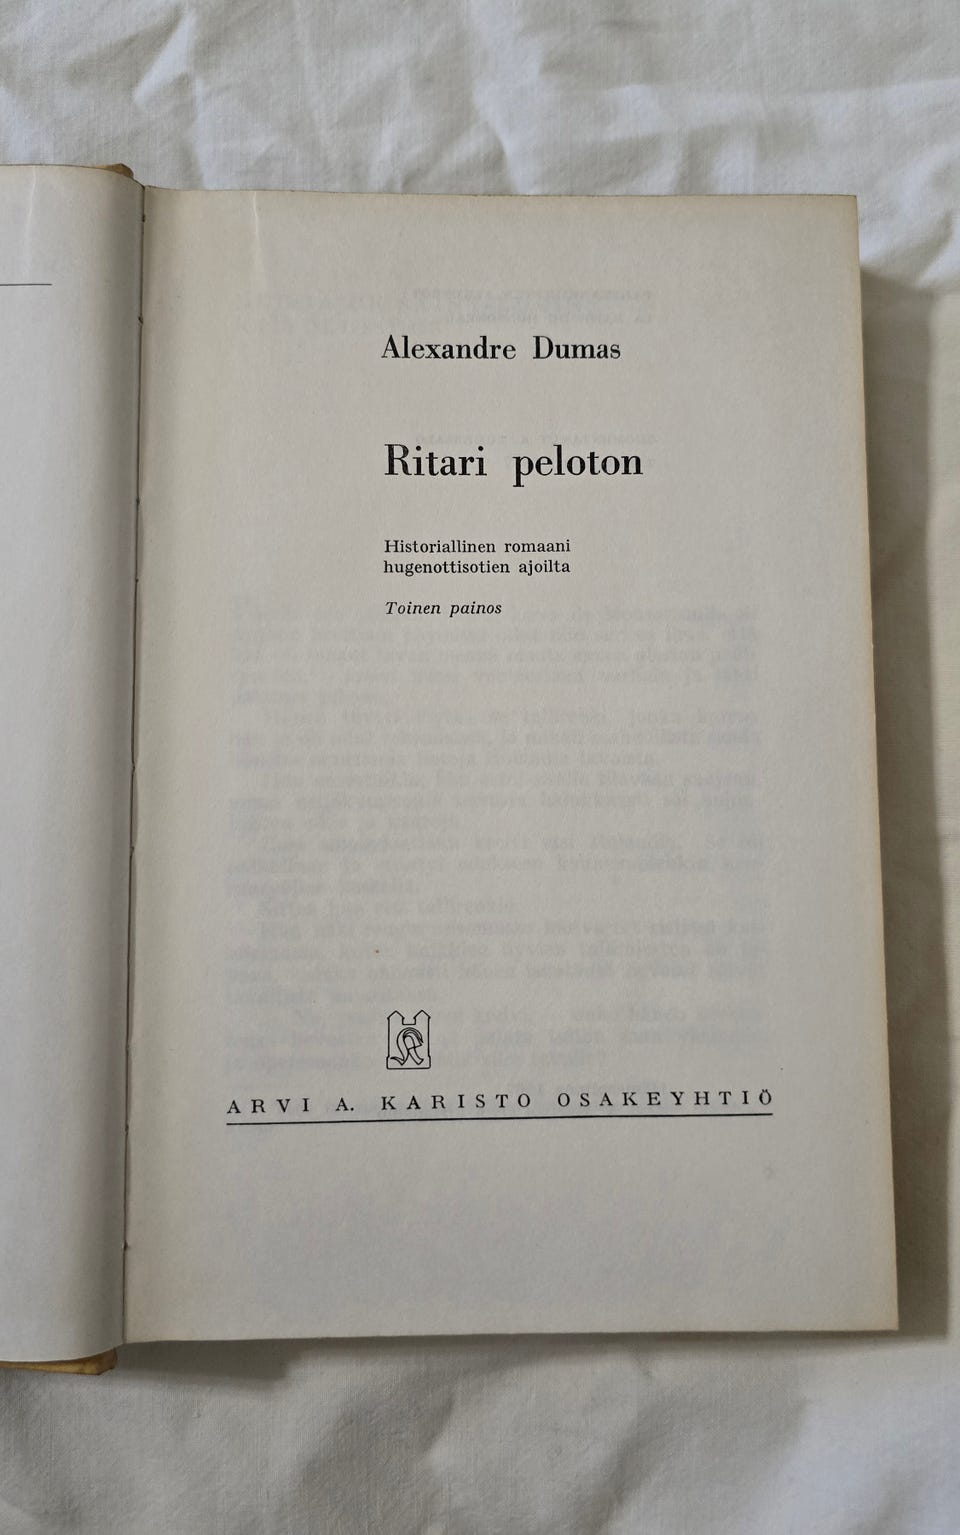 Alexandre Dumas
Ritari peloton
Historiallinen romaani
hugenottisotien ajoilta
Toinen painos
ARVI A. KARISTO OSAKEYHTIÖ